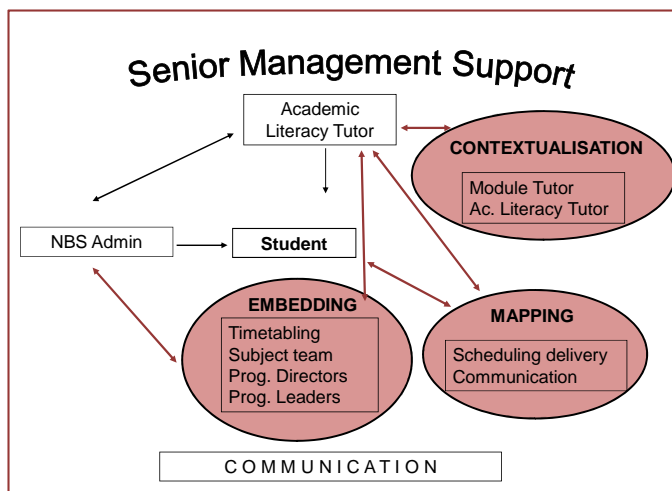 Senior Management Support
Academic
Literacy Tutor
CONTEXTUALISATION
Module Tutor
Ac. Literacy Tutor
NBS Admin
Student
EMBEDDING
Timetabling
Subject team
Prog. Directors
Prog. Leaders
MAPPING
Scheduling delivery
Communication
C O M M U N I C A T I O N